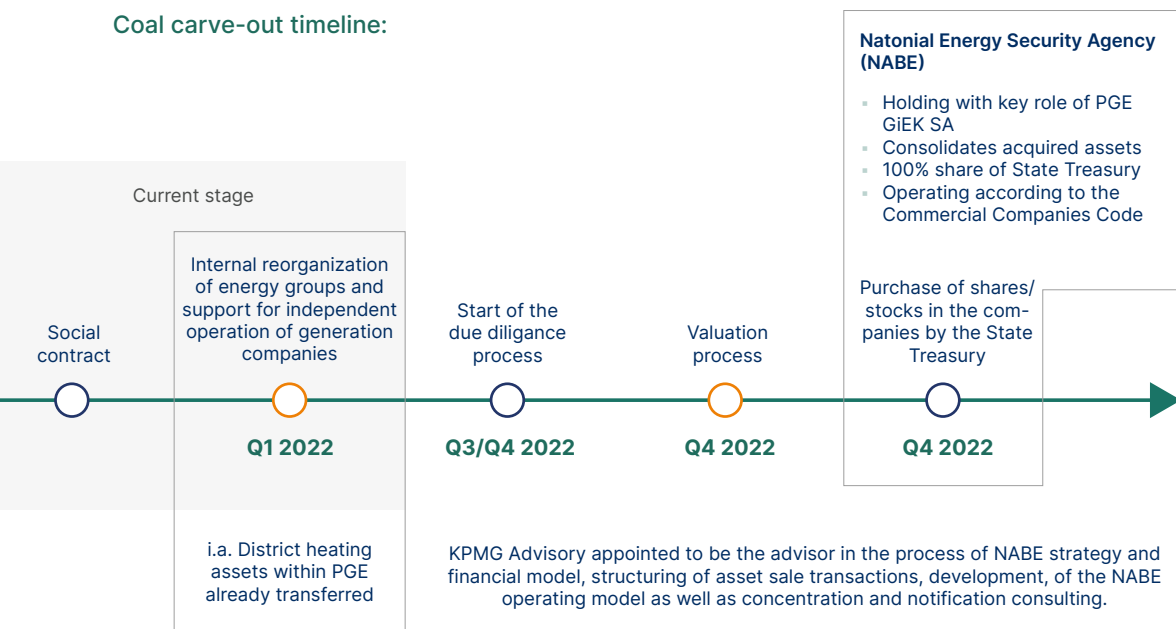 Coal carve-out timeline:
Natonial Energy Security Agency
(NABE)
Holding with key role of PGE
GiEK SA
Consolidates acquired assets
100% share of State Treasury
Operating according to the
Commercial Companies Code
Current stage
Social
contract
Internal reorganization
of energy groups and
support for independent
operation of generation
companies
Start of the
due diligance
process
Valuation
process
Purchase of shares/
stocks in the com-
panies by the State
Treasury
Q1 2022
Q3/Q4 2022
Q4 2022
Q4 2022
i.a. District heating
assets within PGE
already transferred
KPMG Advisory appointed to be the advisor in the process of NABE strategy and
financial model, structuring of asset sale transactions, development, of the NABE
operating model as well as concentration and notification consulting.